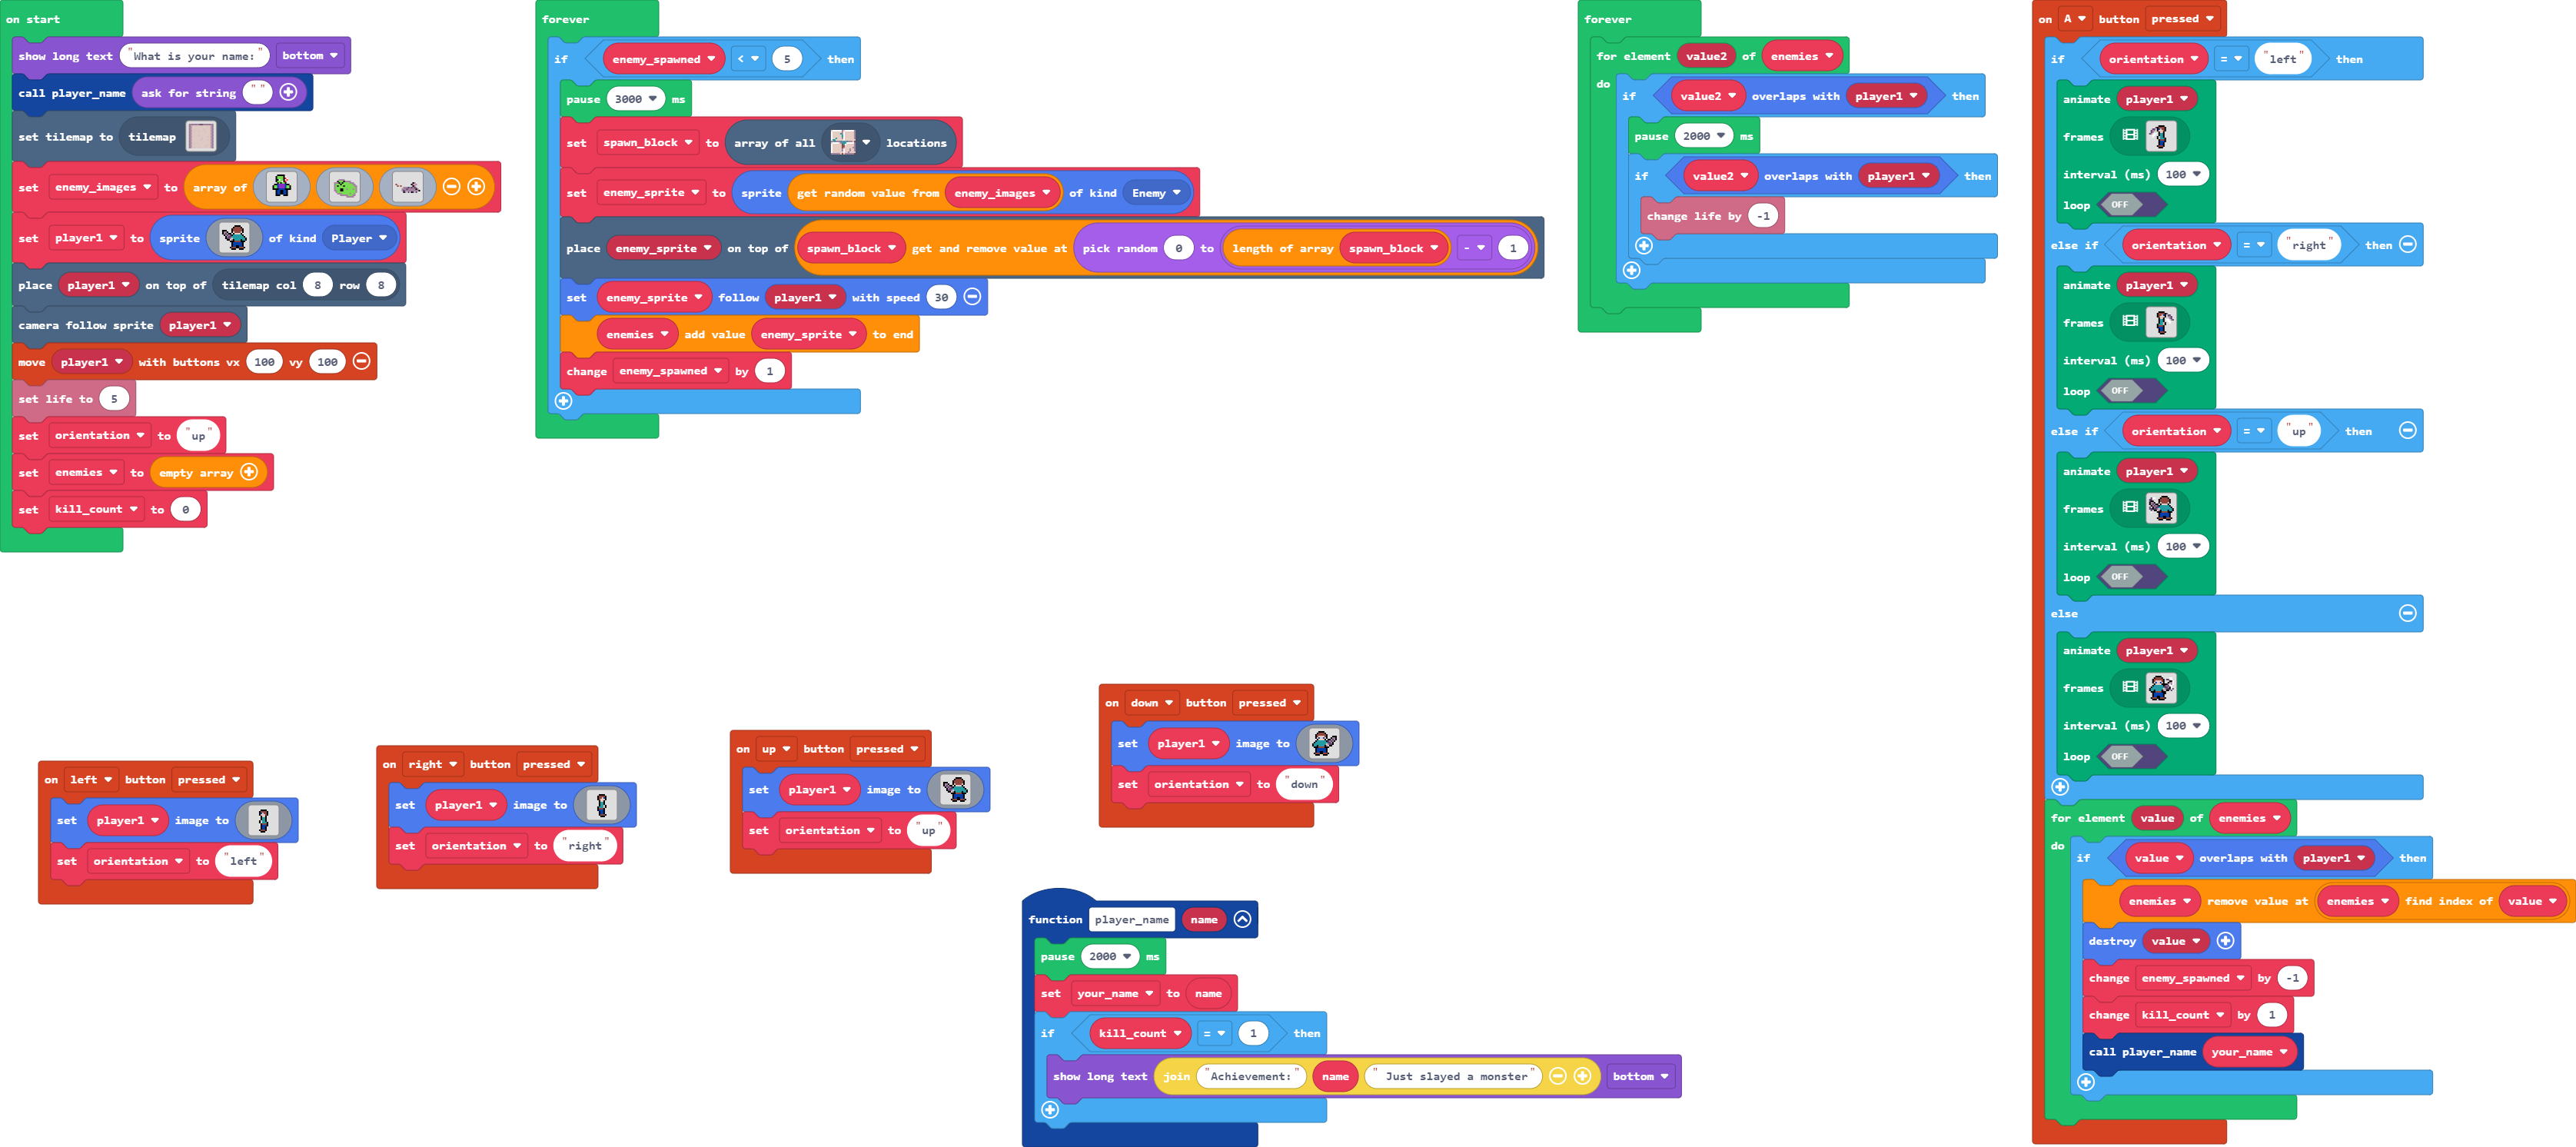 on start
show long text "What is your name:" bottom
call player_name ask for string " "
set tilemap to tilemap
set enemy_images to array of
set player1 to sprite of kind Player
place player1 on top of tilemap col 8 row 8
camera follow sprite player1
move player1 with buttons vx 100 vy 100
set life to 5
set orientation to "up"
set enemies to empty array
set kill_count to 0
forever
if enemy_spawned < 5 then
pause 3000 ms
set spawn_block to array of all locations
set enemy_sprite to sprite get random value from enemy_images of kind Enemy
place enemy_sprite on top of spawn_block get and remove value at pick random 0 to length of array spawn_block - 1
set enemy_sprite follow player1 with speed 30
enemies add value enemy_sprite to end
change enemy_spawned by 1
forever
for element value2 of enemies
do if value2 overlaps with player1 then
pause 2000 ms
if value2 overlaps with player1 then
change life by -1
on A button pressed
if orientation = "left" then
animate player1
frames
interval (ms) 100
loop OFF
else if orientation = "right" then
animate player1
frames
interval (ms) 100
loop OFF
else if orientation = "up" then
animate player1
frames
interval (ms) 100
loop OFF
else
animate player1
frames
interval (ms) 100
loop OFF
for element value of enemies
do if value overlaps with player1 then
enemies remove value at enemies find index of value
destroy value
change enemy_spawned by -1
change kill_count by 1
call player_name your_name
on left button pressed
set player1 image to
set orientation to "left"
on right button pressed
set player1 image to
set orientation to "right"
on up button pressed
set player1 image to
set orientation to "up"
on down button pressed
set player1 image to
set orientation to "down"
function player_name name
pause 2000 ms
set your_name to name
if kill_count = 1 then
show long text join "Achievement:" name " Just slayed a monster" bottom